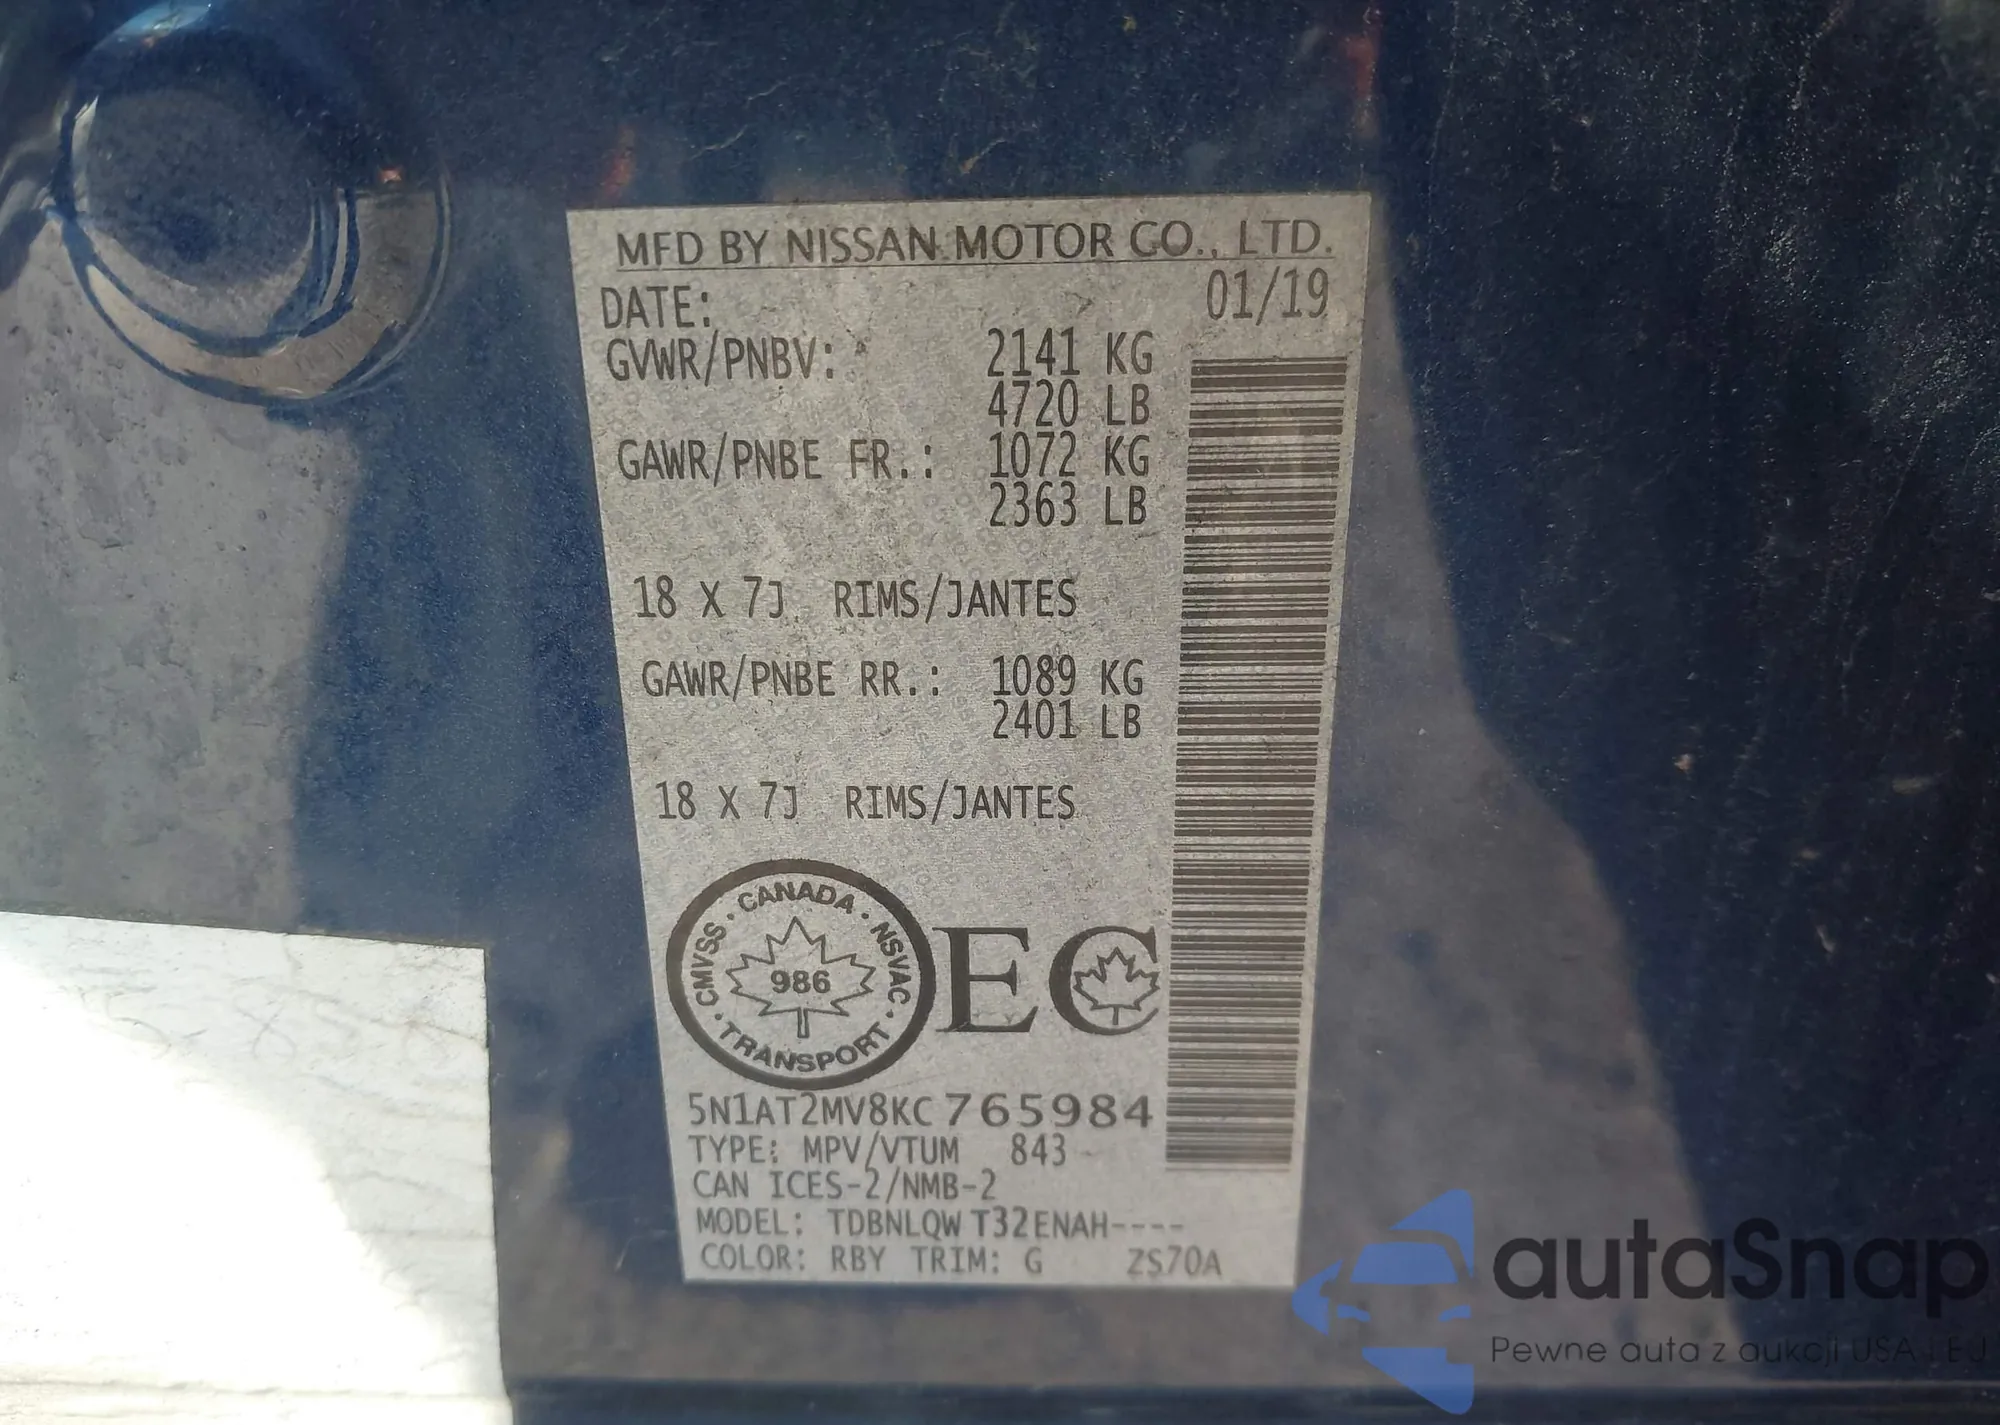 MFD BY NISSAN MOTOR CO., LTD.
DATE: 01/19
GVWR/PNBV: 2141 KG
4720 LB
GAWR/PNBE FR.: 1072 KG
2363 LB
18 X 7J RIMS/JANTES
GAWR/PNBE RR.: 1089 KG
2401 LB
18 X 7J RIMS/JANTES
CANADA · NSVAC · TRANSPORT · CMVSS ·
986
EC
5N1AT2MV8KC765984
TYPE: MPV/VTUM 843
CAN ICES-2/NMB-2
MODEL: TDBNLQW T32ENAH----
COLOR: RBY TRIM: G ZS70A
autaSnap
Pewne auta z aukcji USA i EU